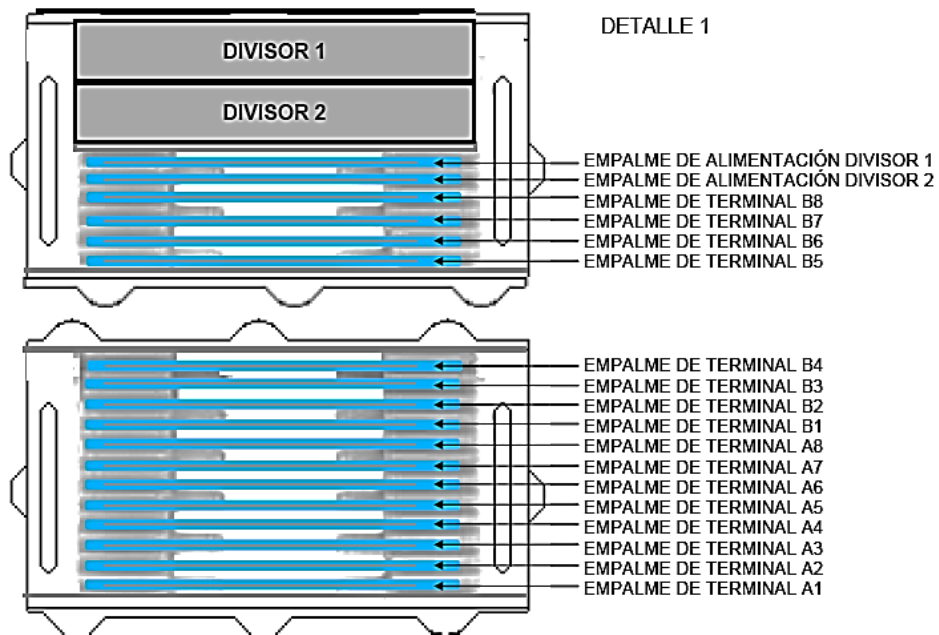 DETALLE 1
DIVISOR 1
DIVISOR 2
EMPALME DE ALIMENTACIÓN DIVISOR 1
EMPALME DE ALIMENTACIÓN DIVISOR 2
EMPALME DE TERMINAL B8
EMPALME DE TERMINAL B7
EMPALME DE TERMINAL B6
EMPALME DE TERMINAL B5
EMPALME DE TERMINAL B4
EMPALME DE TERMINAL B3
EMPALME DE TERMINAL B2
EMPALME DE TERMINAL B1
EMPALME DE TERMINAL A8
EMPALME DE TERMINAL A7
EMPALME DE TERMINAL A6
EMPALME DE TERMINAL A5
EMPALME DE TERMINAL A4
EMPALME DE TERMINAL A3
EMPALME DE TERMINAL A2
EMPALME DE TERMINAL A1